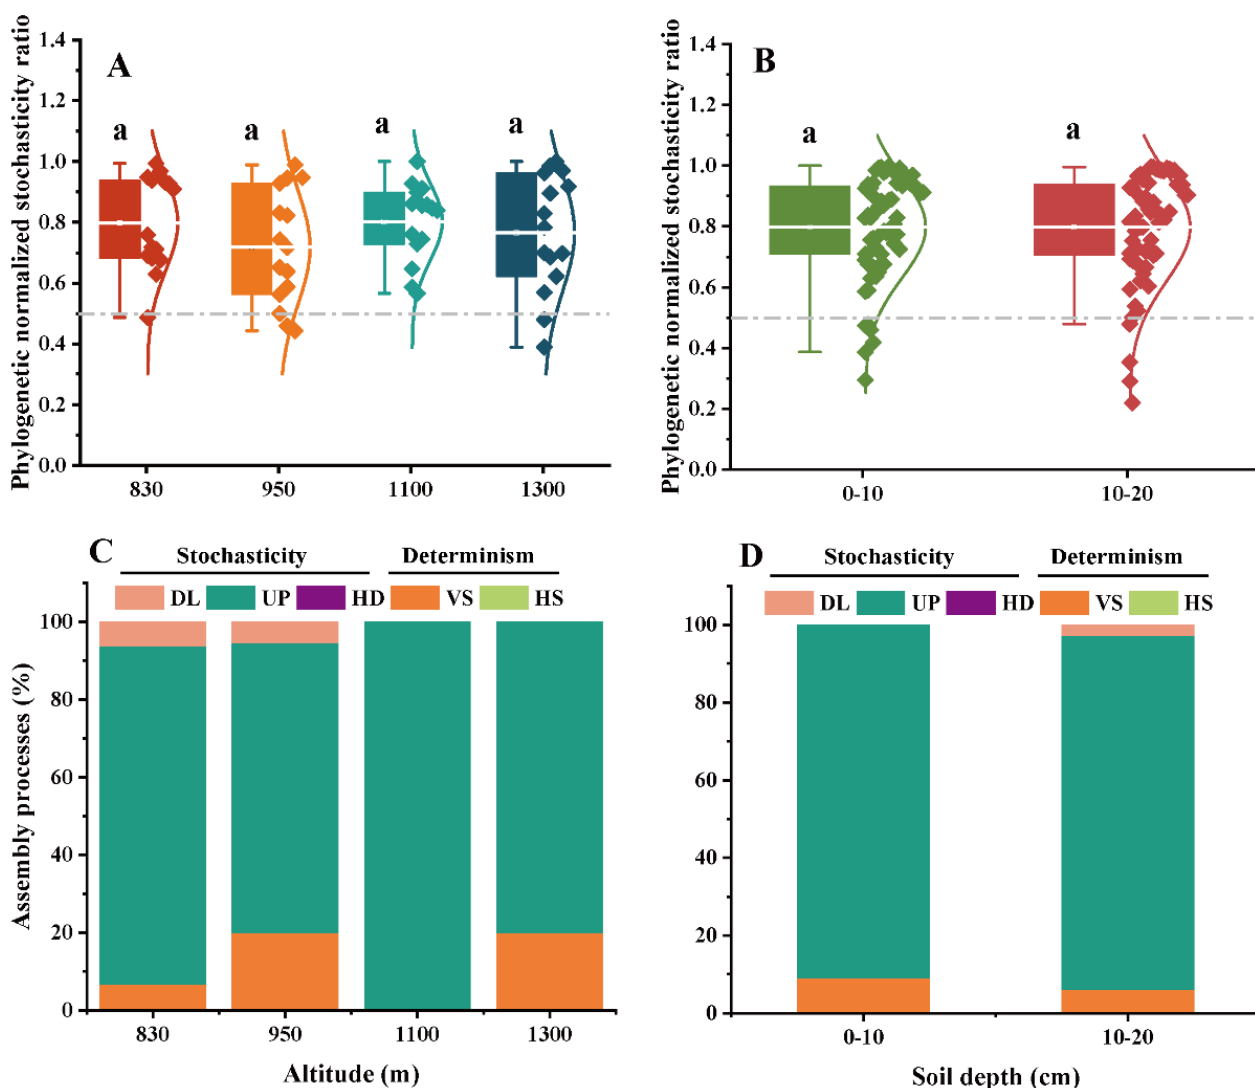 Phylogenetic normalized stochasticity ratio
A
1.4
1.2
1.0
0.8
0.6
0.4
0.2
0.0
a
a
a
a
830
950
1100
1300
Phylogenetic normalized stochasticity ratio
B
1.4
1.2
1.0
0.8
0.6
0.4
0.2
0.0
a
a
0-10
10-20
C
Stochasticity Determinism
DL UP HD VS HS
Assembly processes (%)
100
80
60
40
20
0
830
950
1100
1300
Altitude (m)
D
Stochasticity Determinism
DL UP HD VS HS
100
80
60
40
20
0
0-10
10-20
Soil depth (cm)